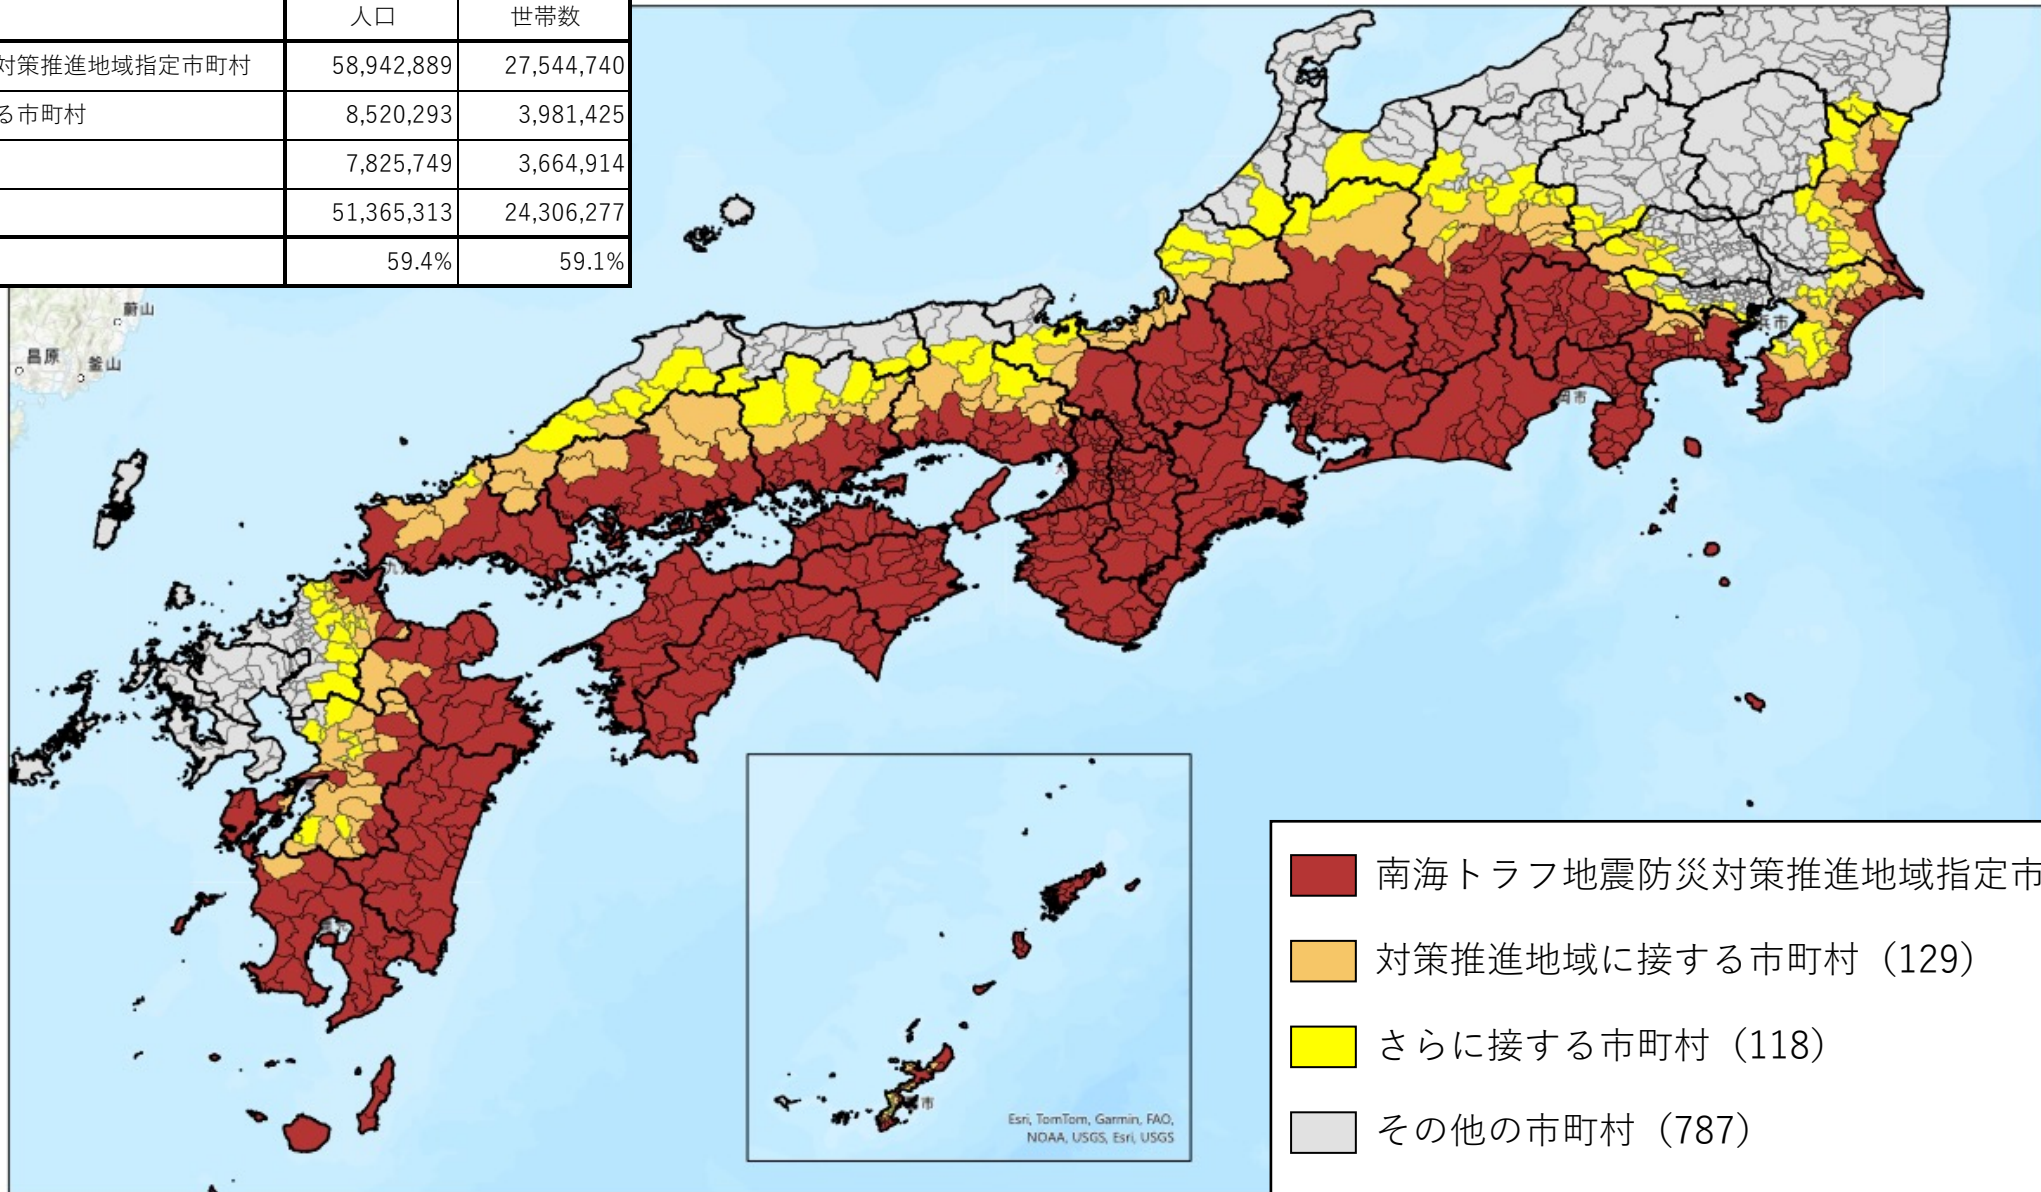 人口 世帯数
対策推進地域指定市町村 58,942,889 27,544,740
る市町村 8,520,293 3,981,425
7,825,749 3,664,914
51,365,313 24,306,277
59.4% 59.1%
蔚山
昌原
釜山
浜市
岡市
九
市
Esri, TomTom, Garmin, FAO,
NOAA, USGS, Esri, USGS
南海トラフ地震防災対策推進地域指定市
対策推進地域に接する市町村（129）
さらに接する市町村（118）
その他の市町村（787）